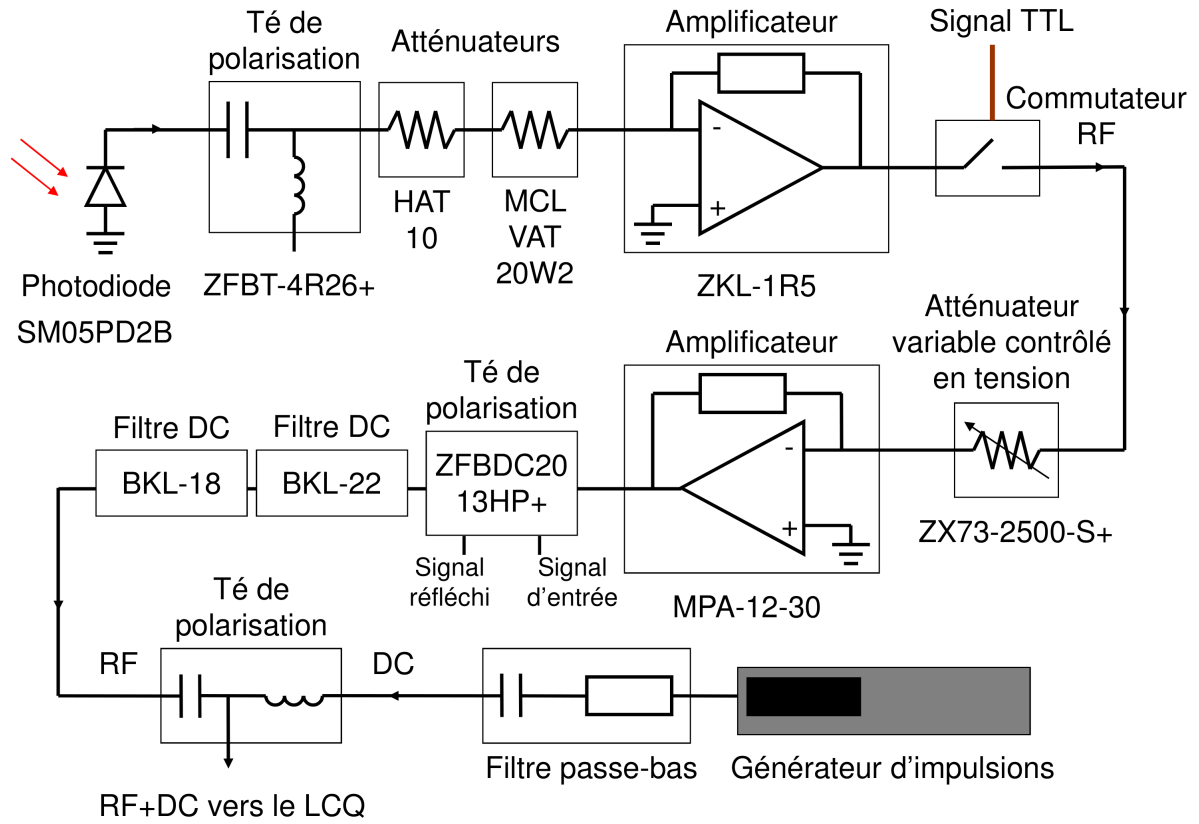 Té de
polarisation
Atténuateurs
Amplificateur
Signal TTL
Commutateur
RF
-
+
HAT
10
MCL
VAT
20W2
Photodiode
SM05PD2B
ZFBT-4R26+
ZKL-1R5
Atténuateur
variable contrôlé
en tension
Amplificateur
Té de
polarisation
Filtre DC
Filtre DC
BKL-18
BKL-22
ZFBDC20
13HP+
-
+
ZX73-2500-S+
Signal
réfléchi
Signal
d'entrée
MPA-12-30
Té de
polarisation
RF
DC
Filtre passe-bas
Générateur d'impulsions
RF+DC vers le LCQ